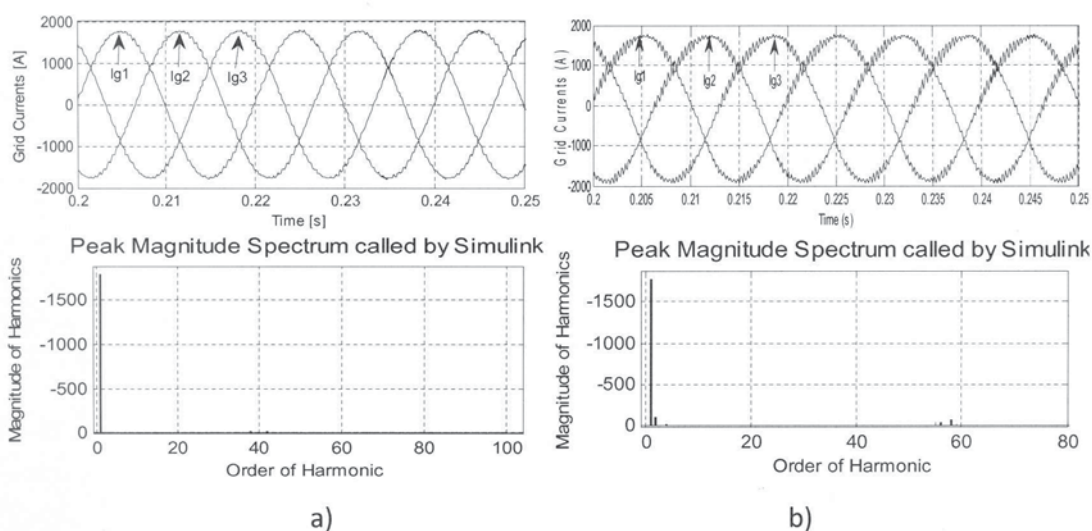 2000
1000
0
-1000
-2000
Grid Currents [A]
Ig1
Ig2
Ig3
0.2
0.21
0.22
0.23
0.24
0.25
Time [s]
Peak Magnitude Spectrum called by Simulink
Magnitude of Harmonics
-1500
-1000
-500
0
0
20
40
60
80
100
Order of Harmonic
a)
2000
1000
0
-1000
-2000
Grid Currents (A)
Ig1
Ig2
Ig3
0.2
0.205
0.21
0.215
0.22
0.225
0.23
0.235
0.24
0.245
0.25
Time (s)
Peak Magnitude Spectrum called by Simulink
Magnitude of Harmonics
-1500
-1000
-500
0
0
20
40
60
80
Order of Harmonic
b)